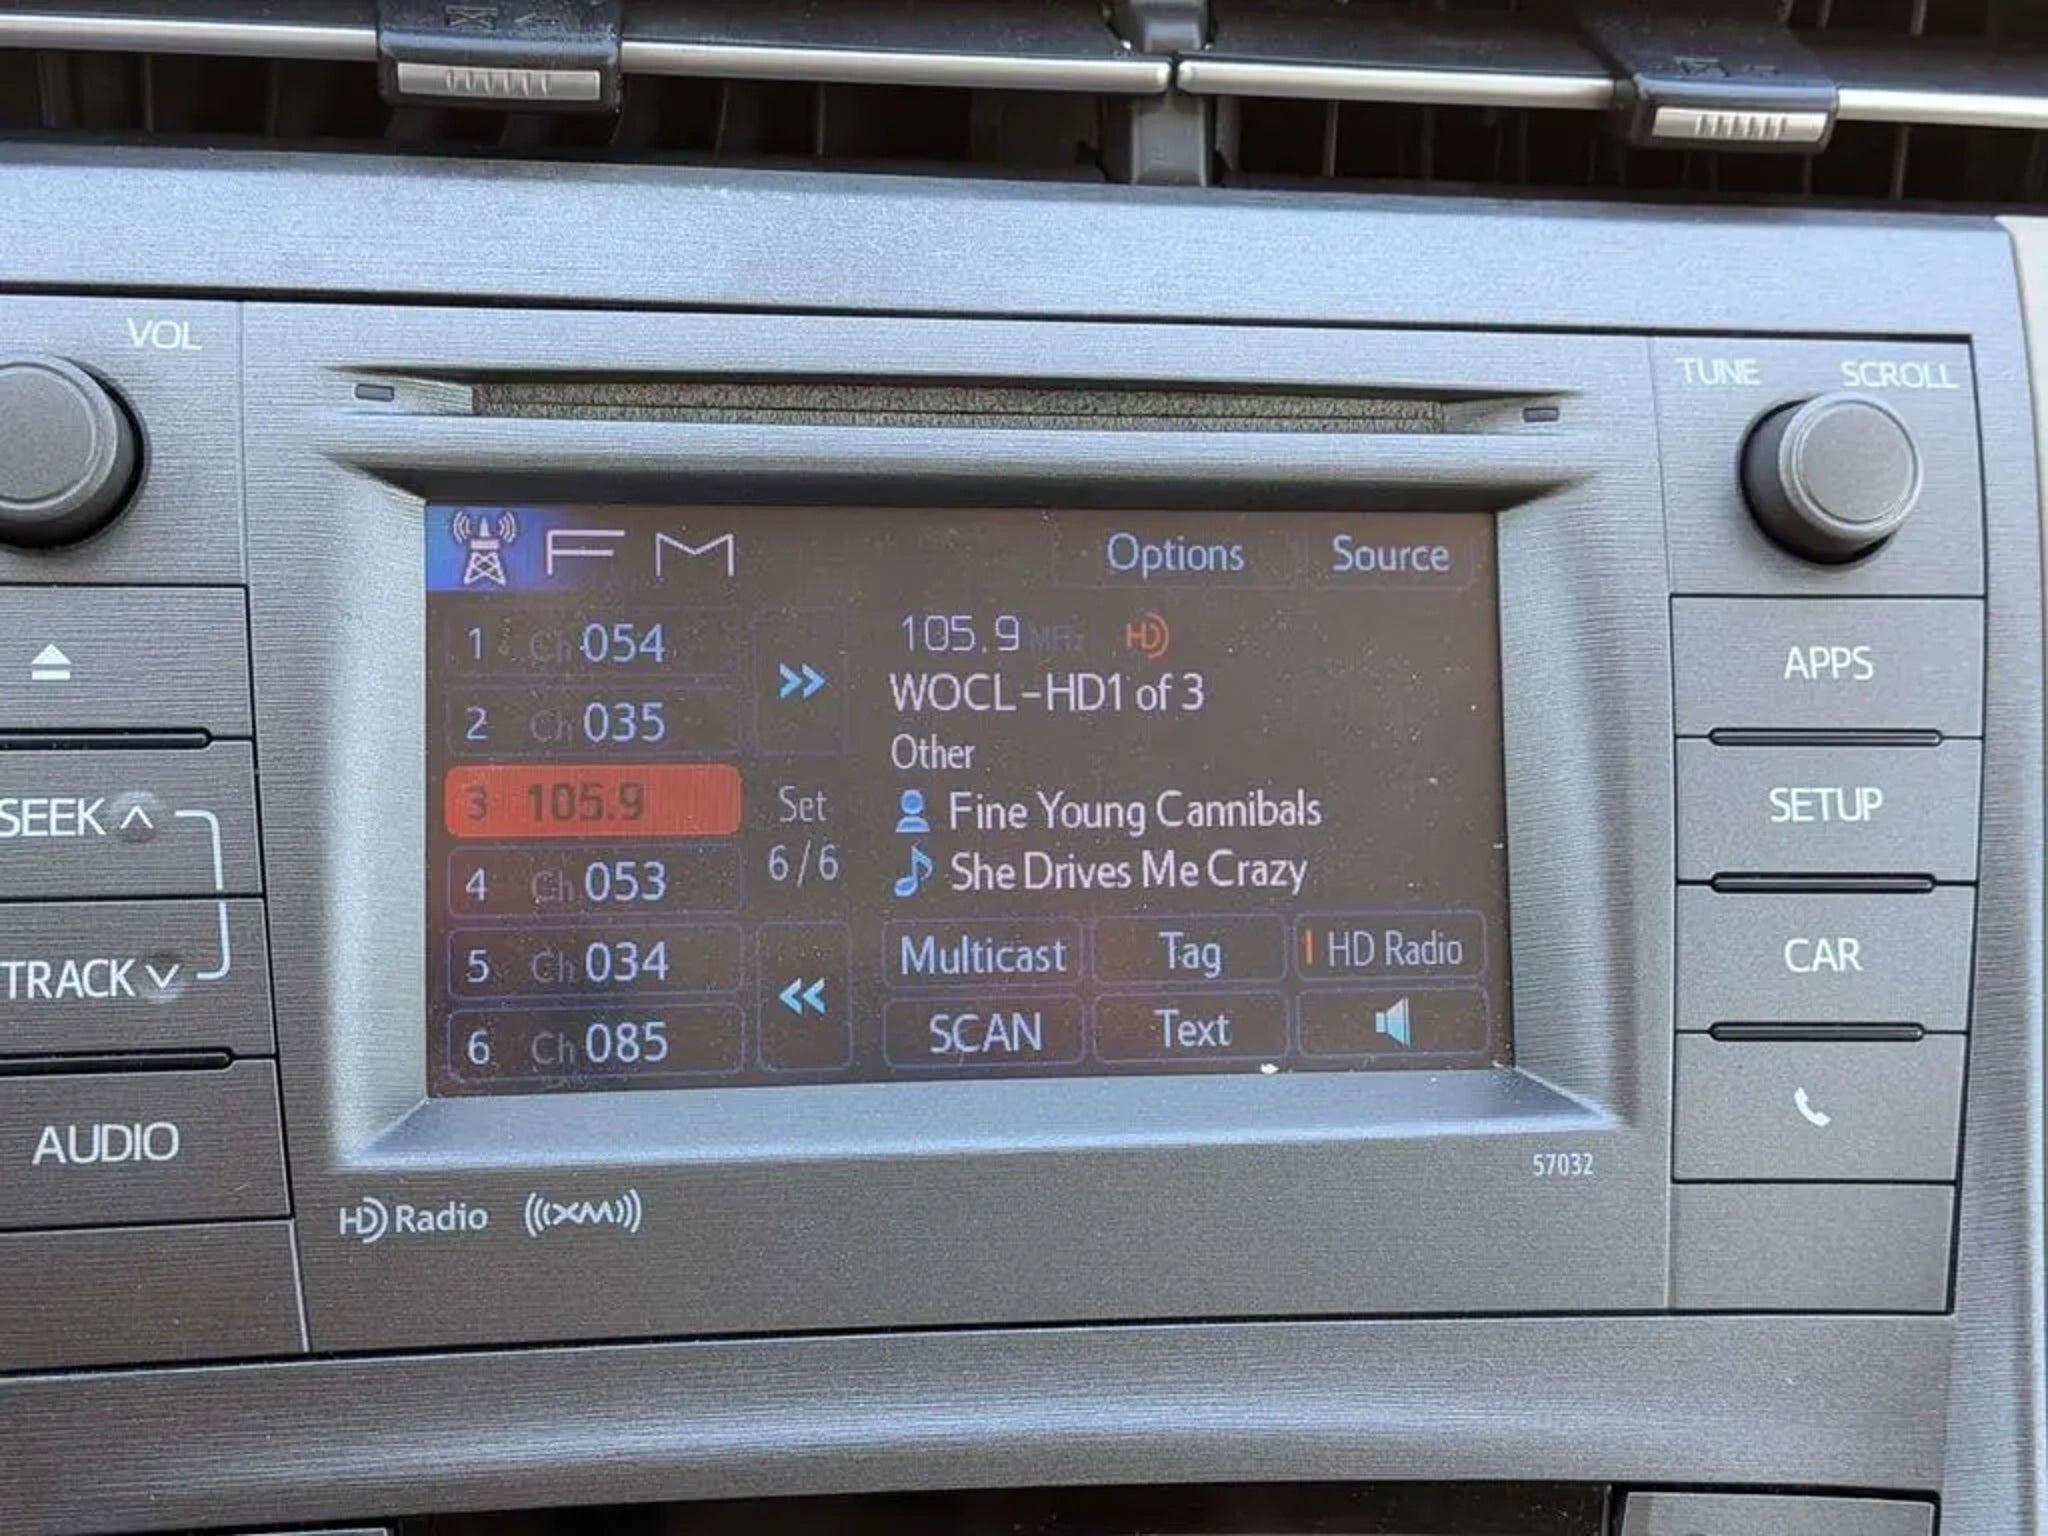 VOL
TUNE SCROLL
FM Options Source
1 Ch 054
2 Ch 035
3 105.9
4 Ch 053
5 Ch 034
6 Ch 085
>>
Set
6/6
<<
105.9 MHz HD
WOCL-HD1 of 3
Other
Fine Young Cannibals
She Drives Me Crazy
Multicast Tag HD Radio
SCAN Text
SEEK
TRACK
AUDIO
APPS
SETUP
CAR
57032
HD Radio ((XM))